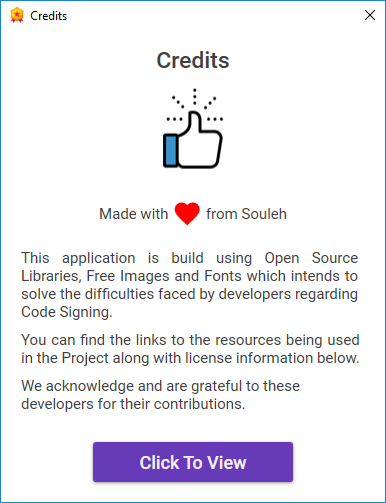 Credits
Credits
Made with from Souleh
This application is build using Open Source
Libraries, Free Images and Fonts which intends to
solve the difficulties faced by developers regarding
Code Signing.
You can find the links to the resources being used
in the Project along with license information below.
We acknowledge and are grateful to these
developers for their contributions.
Click To View